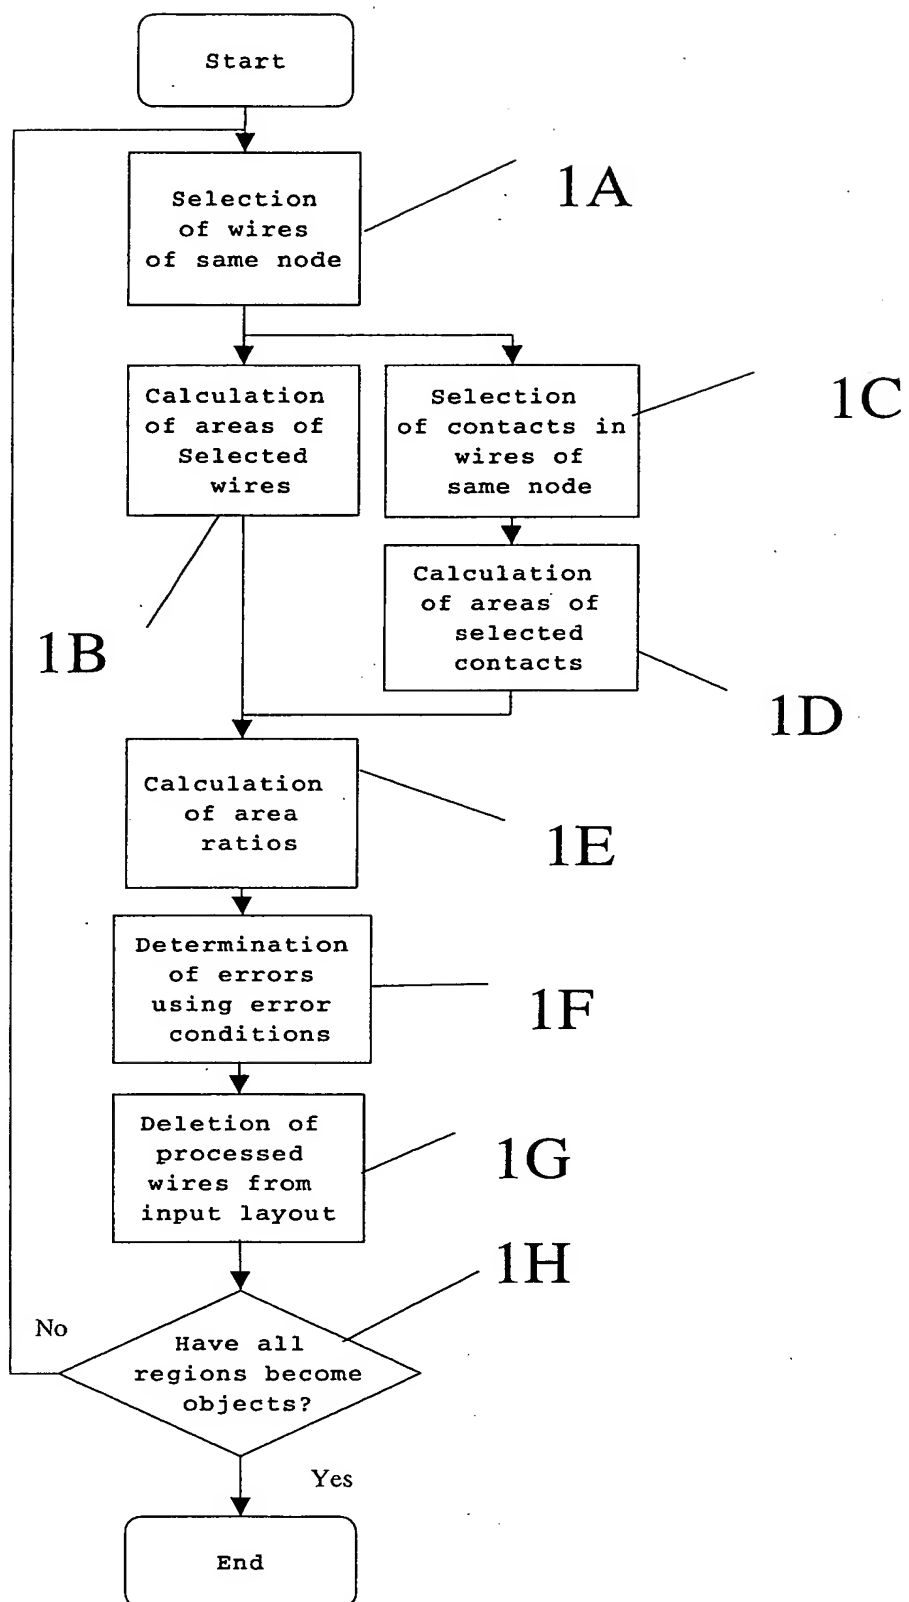 Start
Selection
of wires
of same node
1A
Calculation
of areas of
Selected
wires
1B
Selection
of contacts in
wires of
same node
1C
Calculation
of areas of
selected
contacts
1D
Calculation
of area
ratios
1E
Determination
of errors
using error
conditions
1F
Deletion of
processed
wires from
input layout
1G
1H
No
Have all
regions become
objects?
Yes
End